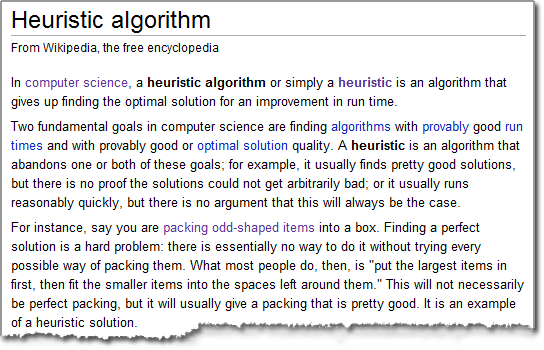 Heuristic algorithm
From Wikipedia, the free encyclopedia
In computer science, a heuristic algorithm or simply a heuristic is an algorithm that
gives up finding the optimal solution for an improvement in run time.
Two fundamental goals in computer science are finding algorithms with provably good run
times and with provably good or optimal solution quality. A heuristic is an algorithm that
abandons one or both of these goals; for example, it usually finds pretty good solutions,
but there is no proof the solutions could not get arbitrarily bad; or it usually runs
reasonably quickly, but there is no argument that this will always be the case.
For instance, say you are packing odd-shaped items into a box. Finding a perfect
solution is a hard problem: there is essentially no way to do it without trying every
possible way of packing them. What most people do, then, is "put the largest items in
first, then fit the smaller items into the spaces left around them." This will not necessarily
be perfect packing, but it will usually give a packing that is pretty good. It is an example
of a heuristic solution.